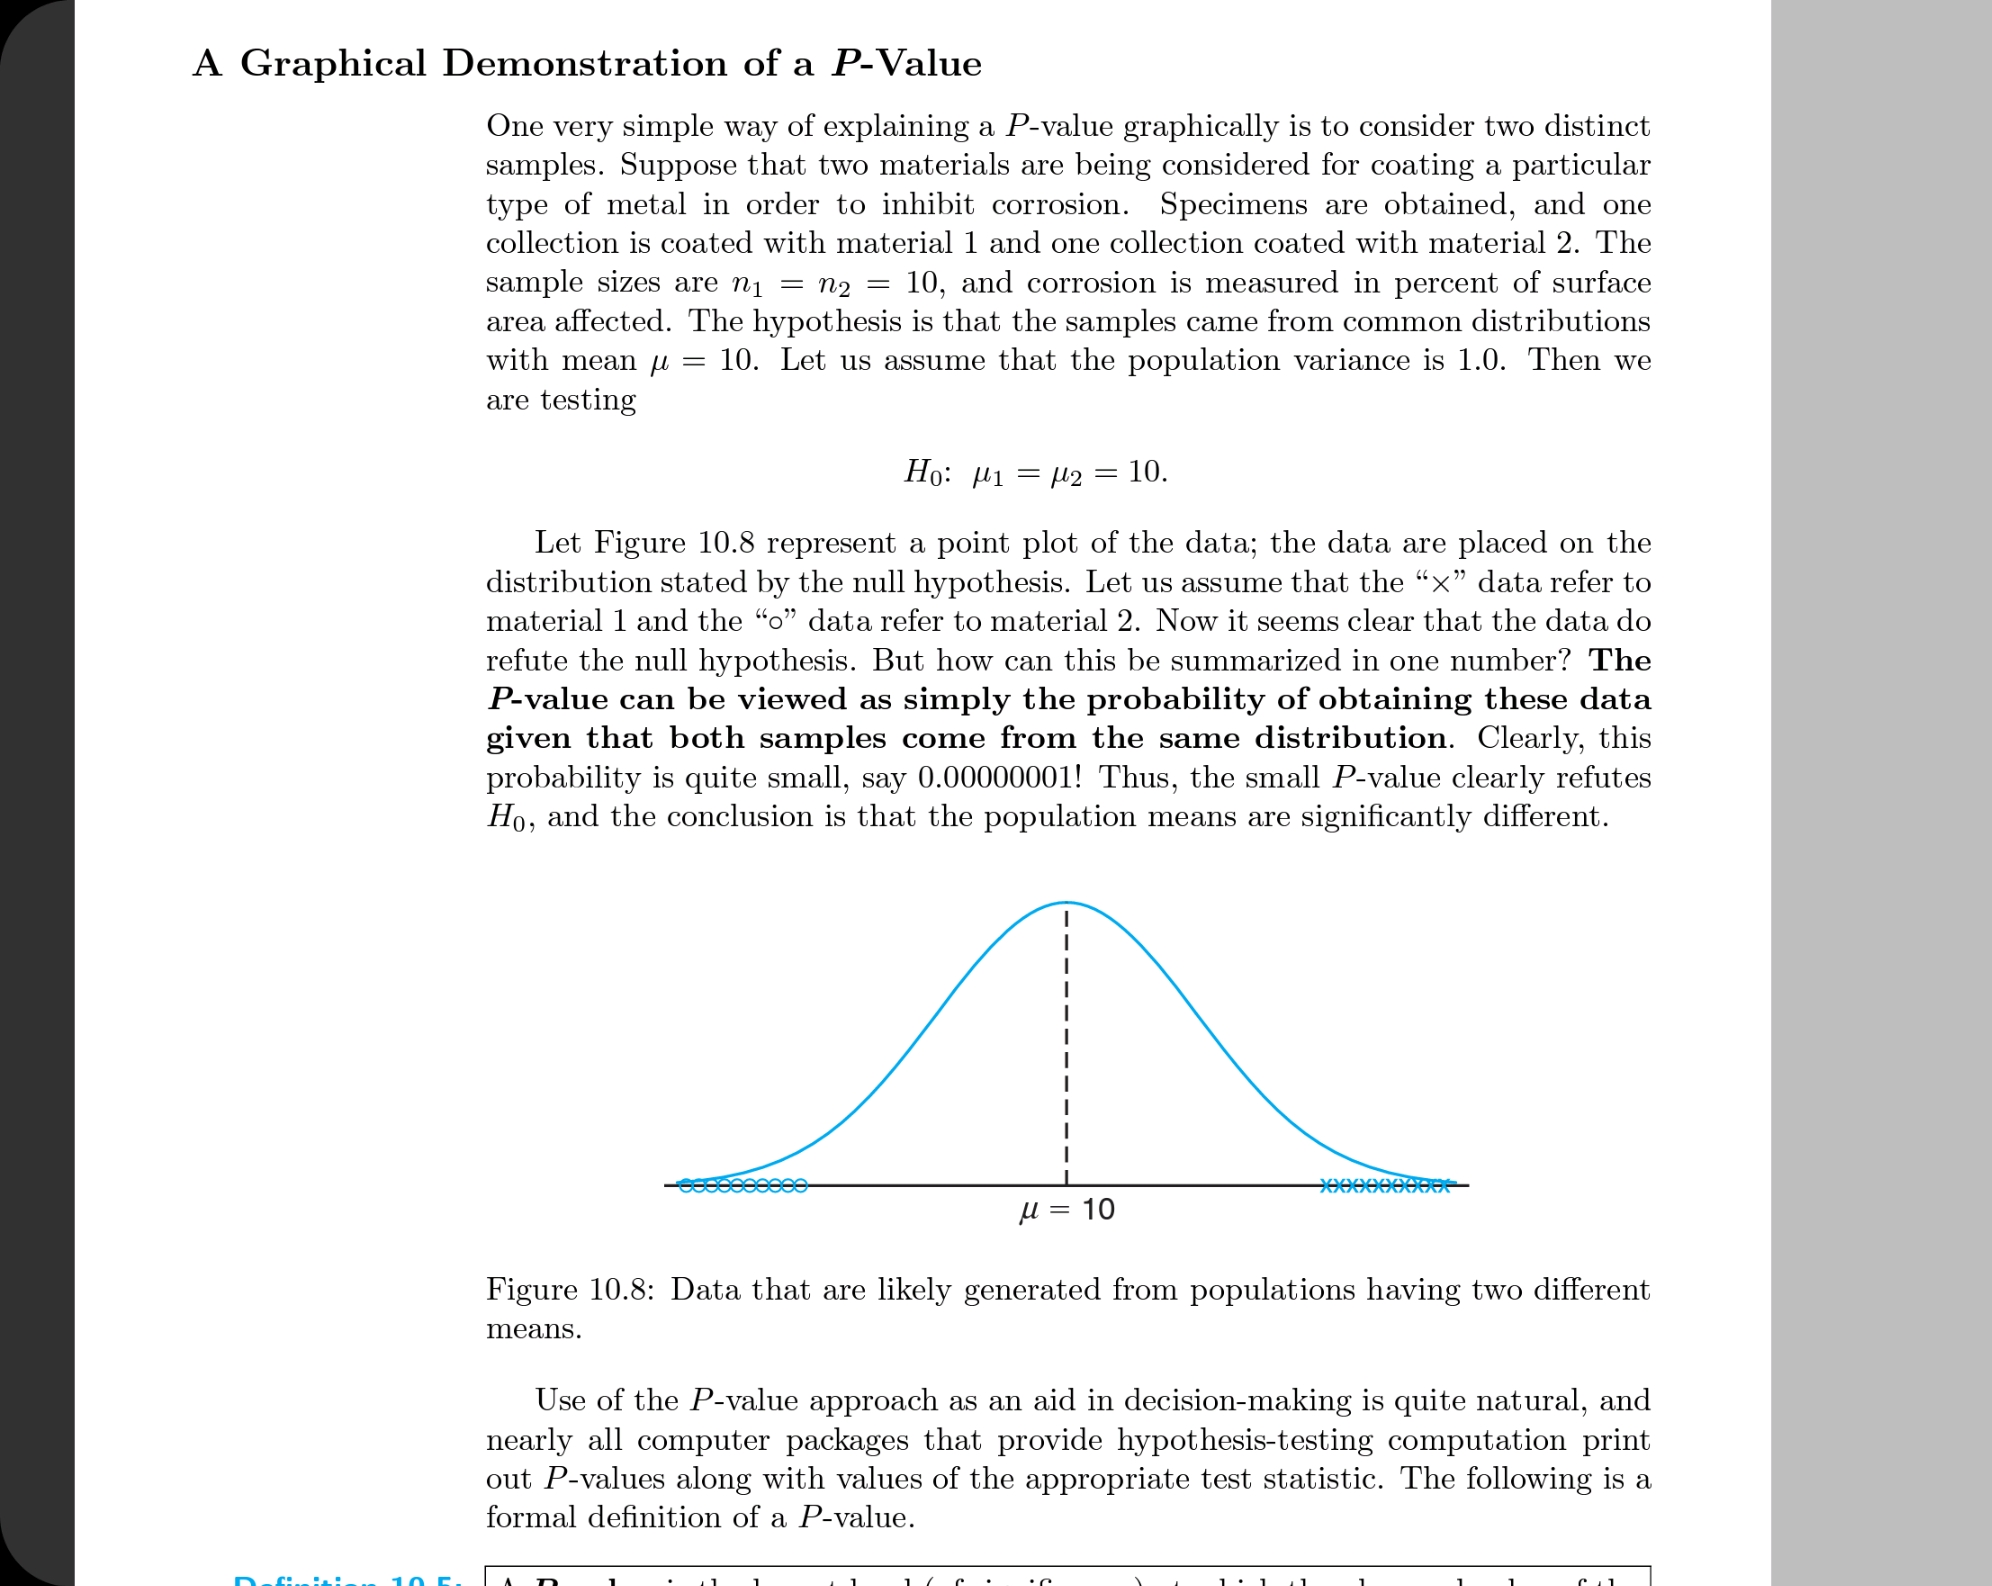 A Graphical Demonstration of a P-Value
One very simple way of explaining a P-value graphically is to consider two distinct
samples. Suppose that two materials are being considered for coating a particular
type of metal in order to inhibit corrosion. Specimens are obtained, and one
collection is coated with material 1 and one collection coated with material 2. The
sample sizes are n₁ = n₂ = 10, and corrosion is measured in percent of surface
area affected. The hypothesis is that the samples came from common distributions
with mean μ = 10. Let us assume that the population variance is 1.0. Then we
are testing
H₀: μ₁ = μ₂ = 10.
Let Figure 10.8 represent a point plot of the data; the data are placed on the
distribution stated by the null hypothesis. Let us assume that the “×” data refer to
material 1 and the “○” data refer to material 2. Now it seems clear that the data do
refute the null hypothesis. But how can this be summarized in one number? The
P-value can be viewed as simply the probability of obtaining these data
given that both samples come from the same distribution. Clearly, this
probability is quite small, say 0.00000001! Thus, the small P-value clearly refutes
H₀, and the conclusion is that the population means are significantly different.
μ = 10
Figure 10.8: Data that are likely generated from populations having two different
means.
Use of the P-value approach as an aid in decision-making is quite natural, and
nearly all computer packages that provide hypothesis-testing computation print
out P-values along with values of the appropriate test statistic. The following is a
formal definition of a P-value.
Definition 10.5: